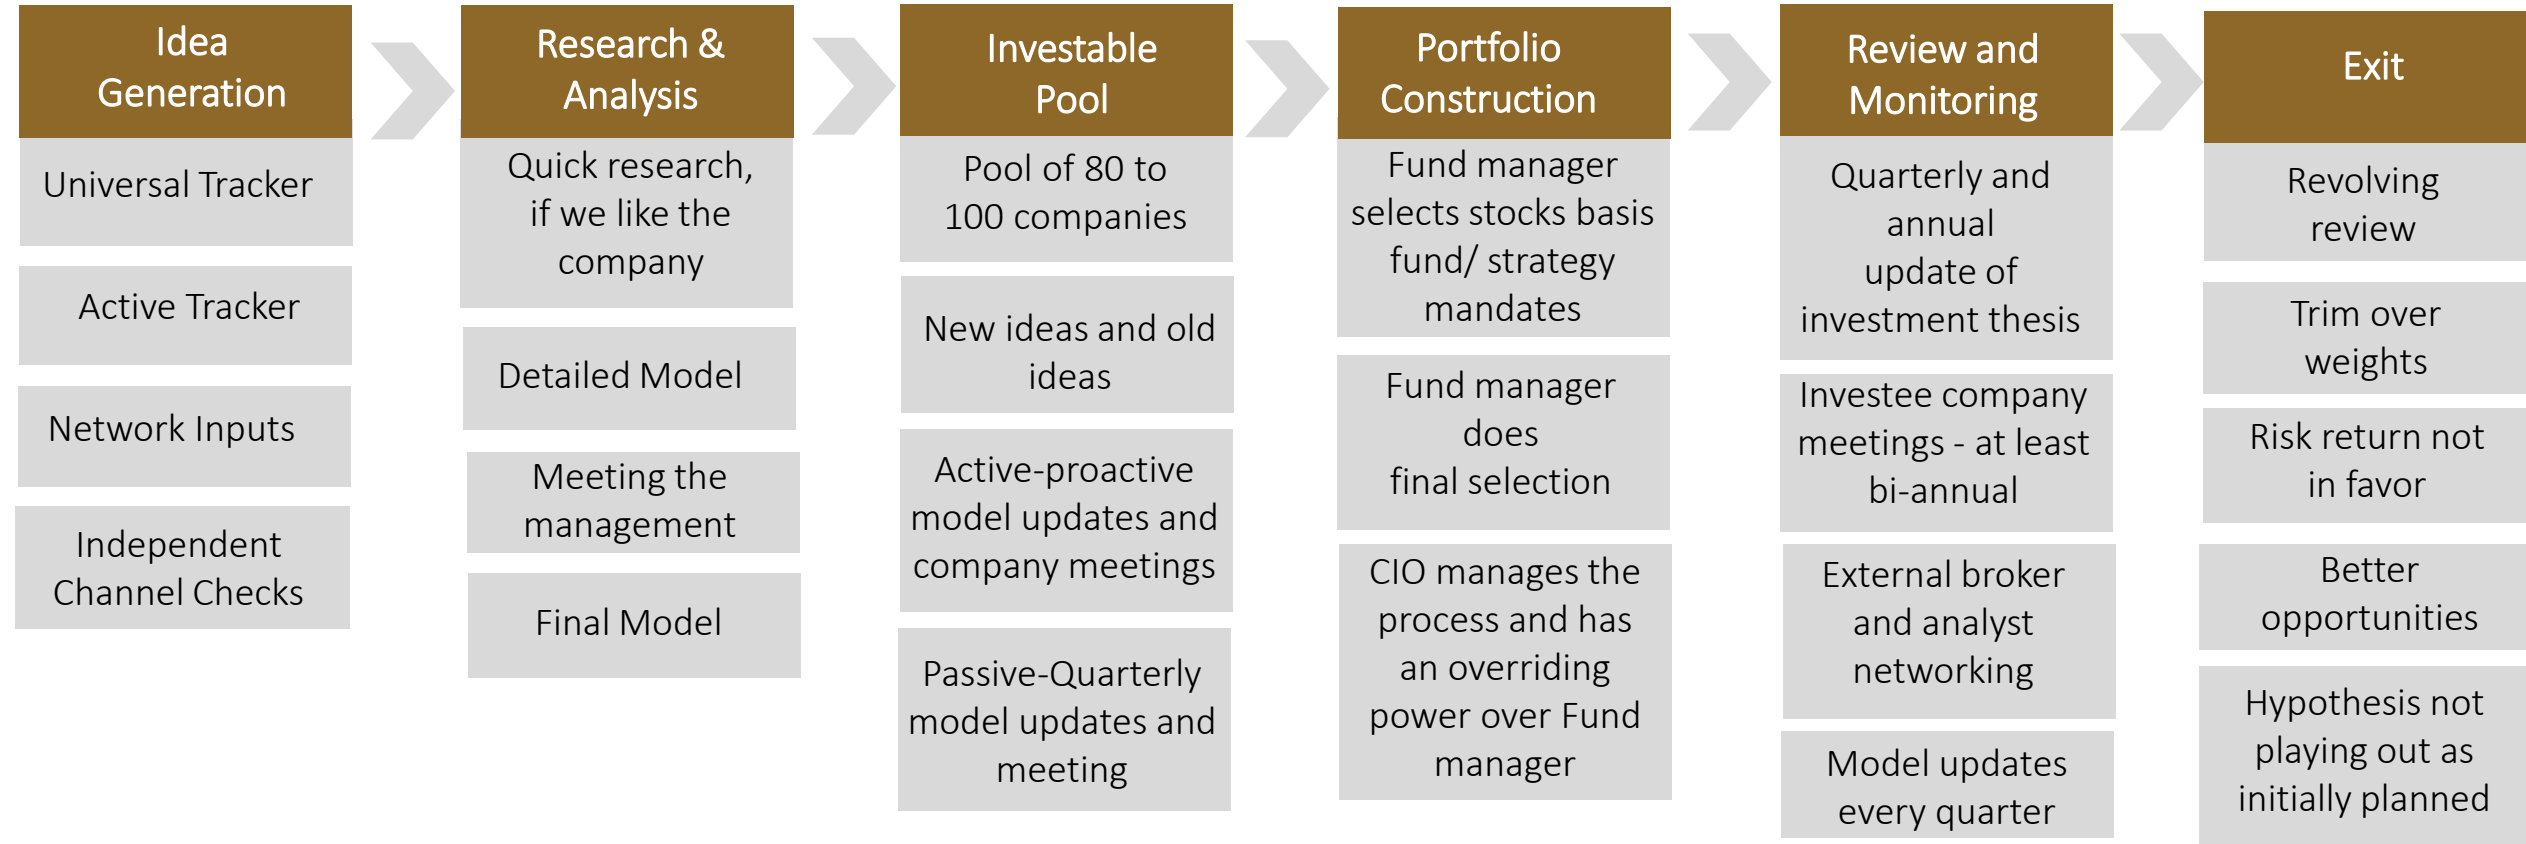 Idea
Generation
Universal Tracker
Active Tracker
Network Inputs
Independent
Channel Checks
Research &
Analysis
Quick research,
if we like the
company
Detailed Model
Meeting the
management
Final Model
Investable
Pool
Pool of 80 to
100 companies
New ideas and old
ideas
Active-proactive
model updates and
company meetings
Passive-Quarterly
model updates and
meeting
Portfolio
Construction
Fund manager
selects stocks basis
fund/ strategy
mandates
Fund manager
does
final selection
CIO manages the
process and has
an overriding
power over Fund
manager
Review and
Monitoring
Quarterly and
annual
update of
investment thesis
Investee company
meetings - at least
bi-annual
External broker
and analyst
networking
Model updates
every quarter
Exit
Revolving
review
Trim over
weights
Risk return not
in favor
Better
opportunities
Hypothesis not
playing out as
initially planned